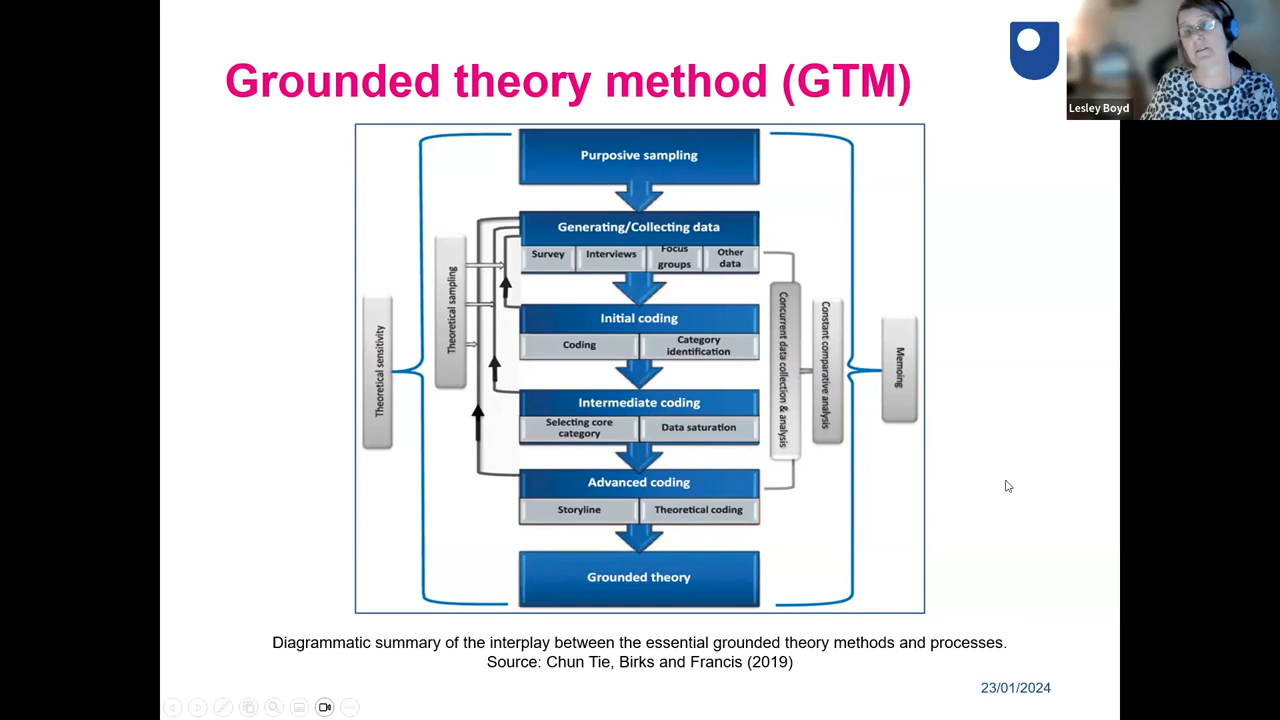 Grounded theory method (GTM)
Lesley Boyd
Purposive sampling
Generating/Collecting data
Survey
Interviews
Focus
groups
Other
data
Theoretical sampling
Theoretical sensitivity
Initial coding
Coding
Category
identification
Intermediate coding
Selecting core
category
Data saturation
Advanced coding
Storyline
Theoretical coding
Grounded theory
Concurrent data collection & analysis
Constant comparative analysis
Memoing
Diagrammatic summary of the interplay between the essential grounded theory methods and processes.
Source: Chun Tie, Birks and Francis (2019)
23/01/2024